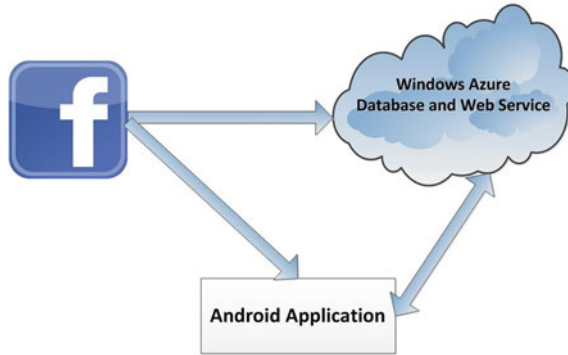 f
Windows Azure
Database and Web Service
Android Application